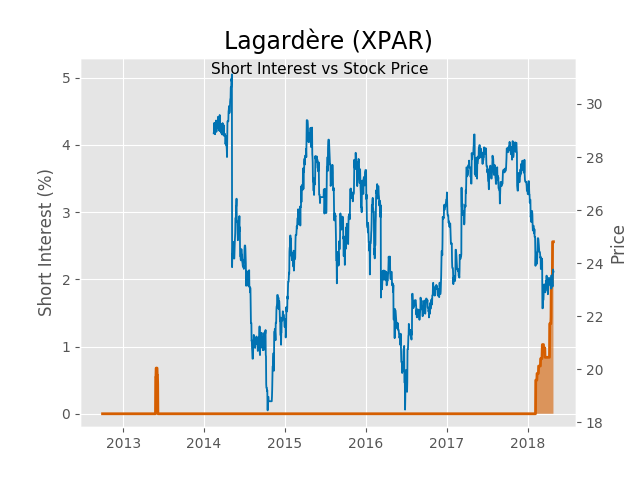 Lagardère (XPAR)
Short Interest vs Stock Price
Short Interest (%)
5
4
3
2
1
0
30
28
26
24
22
20
18
Price
2013 2014 2015 2016 2017 2018